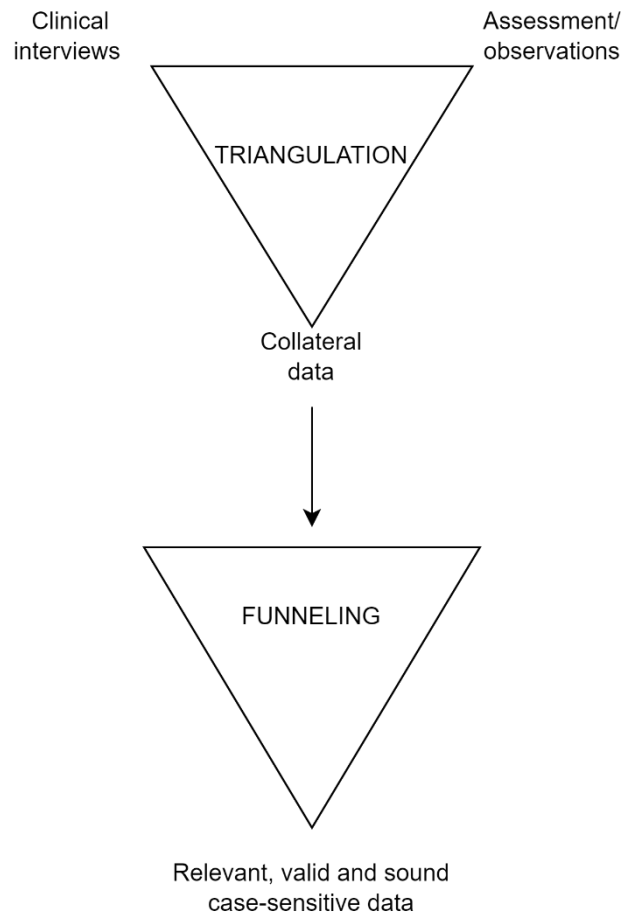 Clinical
interviews
Assessment/
observations
TRIANGULATION
Collateral
data
FUNNELING
Relevant, valid and sound
case-sensitive data